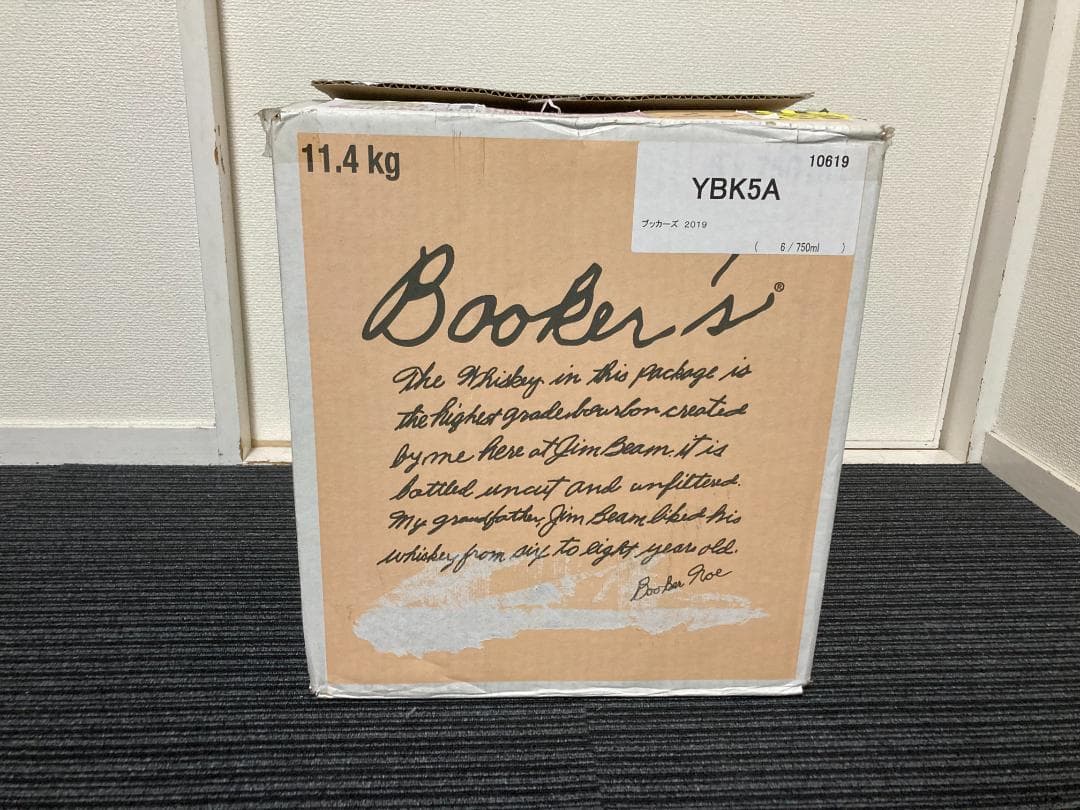 11.4 kg
10619
YBK5A
ブッカーズ 2019
( 6 / 750ml )
Booker's®
The Whiskey in this package is
the highest grade bourbon created
by me here at Jim Beam it is
bottled uncut and unfiltered.
My grandfather, Jim Beam liked his
whiskey from six to eight years old.
Booker Noe